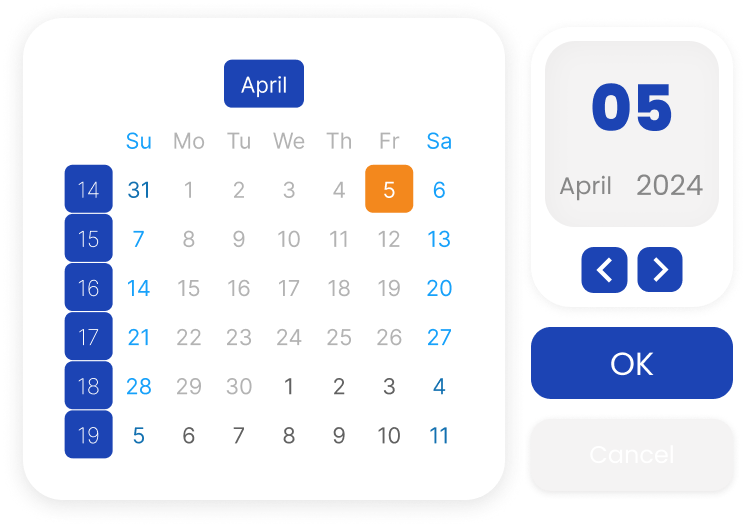 April
Su Mo Tu We Th Fr Sa
14 31 1 2 3 4 5 6
15 7 8 9 10 11 12 13
16 14 15 16 17 18 19 20
17 21 22 23 24 25 26 27
18 28 29 30 1 2 3 4
19 5 6 7 8 9 10 11
05
April 2024
OK
Cancel